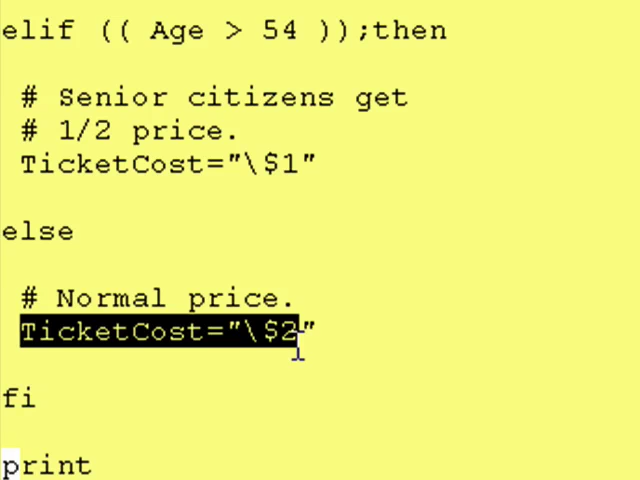 elif (( Age > 54 ));then
# Senior citizens get
# 1/2 price.
TicketCost="\$1"
else
# Normal price.
TicketCost="\$2"
fi
print